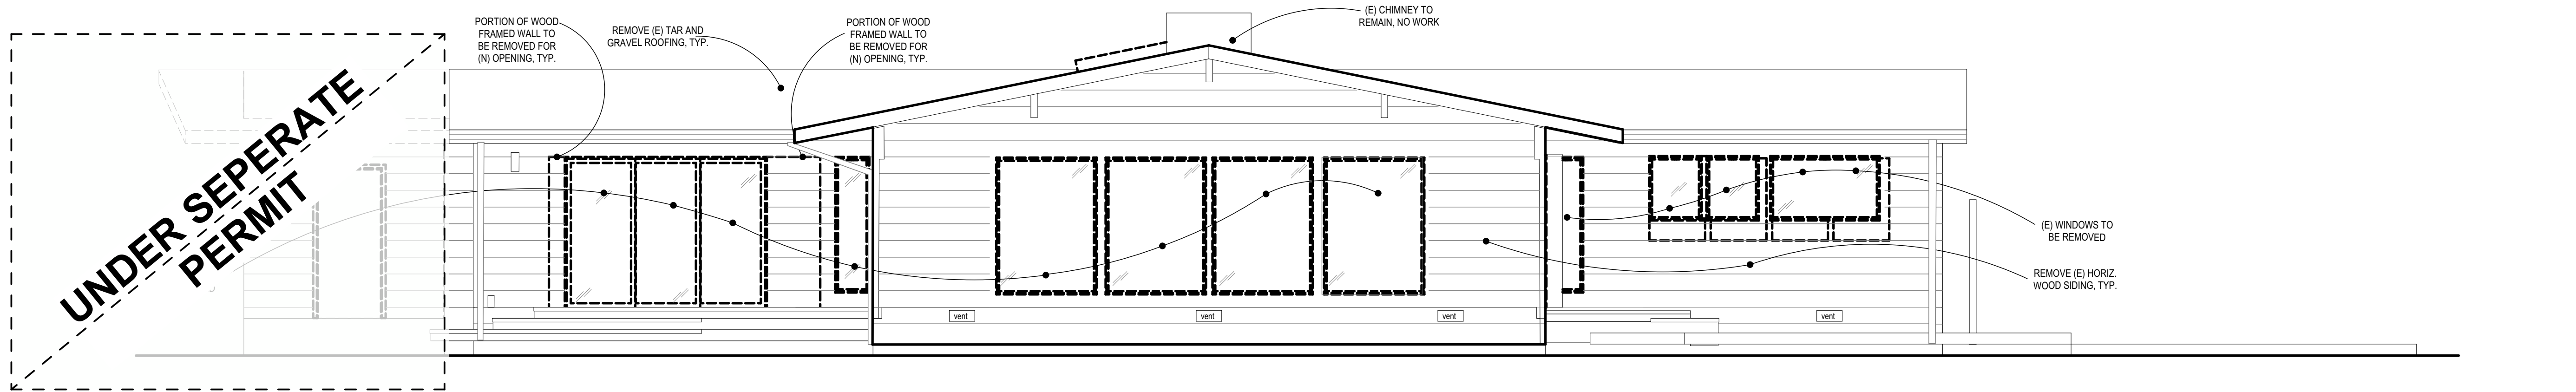 PORTION OF WOOD
FRAMED WALL TO
BE REMOVED FOR
(N) OPENING, TYP.
REMOVE (E) TAR AND
GRAVEL ROOFING, TYP.
PORTION OF WOOD
FRAMED WALL TO
BE REMOVED FOR
(N) OPENING, TYP.
(E) CHIMNEY TO
REMAIN, NO WORK
UNDER SEPERATE
PERMIT
(E) WINDOWS TO
BE REMOVED
REMOVE (E) HORIZ.
WOOD SIDING, TYP.
vent
vent
vent
vent